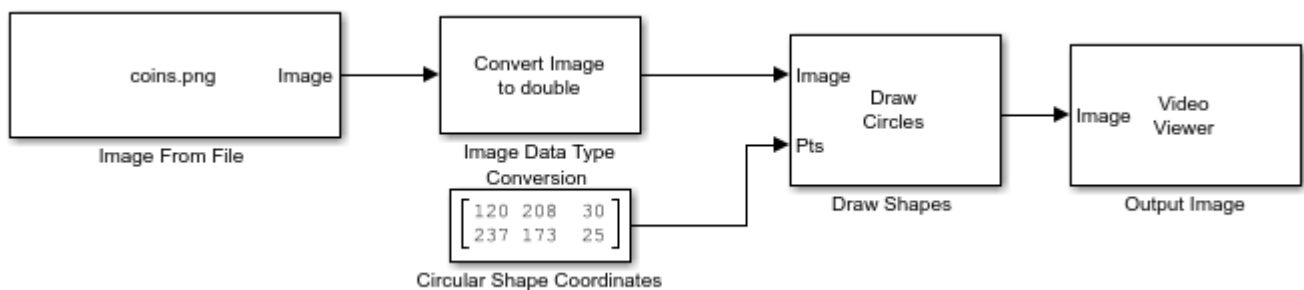 coins.png
Image
Image From File
Convert Image
to double
Image Data Type
Conversion
120 208 30
237 173 25
Circular Shape Coordinates
Image
Pts
Draw
Circles
Draw Shapes
Image
Video
Viewer
Output Image